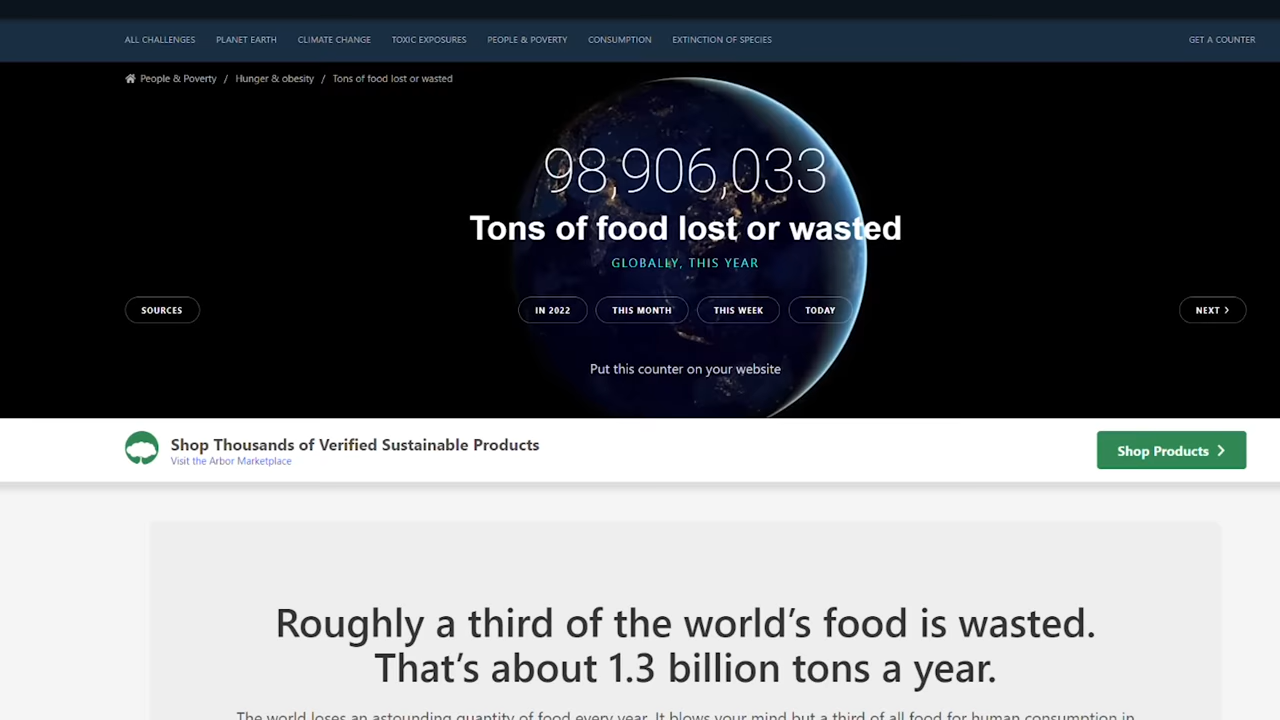 ALL CHALLENGES PLANET EARTH CLIMATE CHANGE TOXIC EXPOSURES PEOPLE & POVERTY CONSUMPTION EXTINCTION OF SPECIES GET A COUNTER
People & Poverty / Hunger & obesity / Tons of food lost or wasted
98,906,033
Tons of food lost or wasted
GLOBALLY, THIS YEAR
SOURCES IN 2022 THIS MONTH THIS WEEK TODAY NEXT >
Put this counter on your website
Shop Thousands of Verified Sustainable Products
Visit the Arbor Marketplace
Shop Products >
Roughly a third of the world's food is wasted.
That's about 1.3 billion tons a year.
The world loses an astounding quantity of food every year. It blows your mind but a third of all food for human consumption in